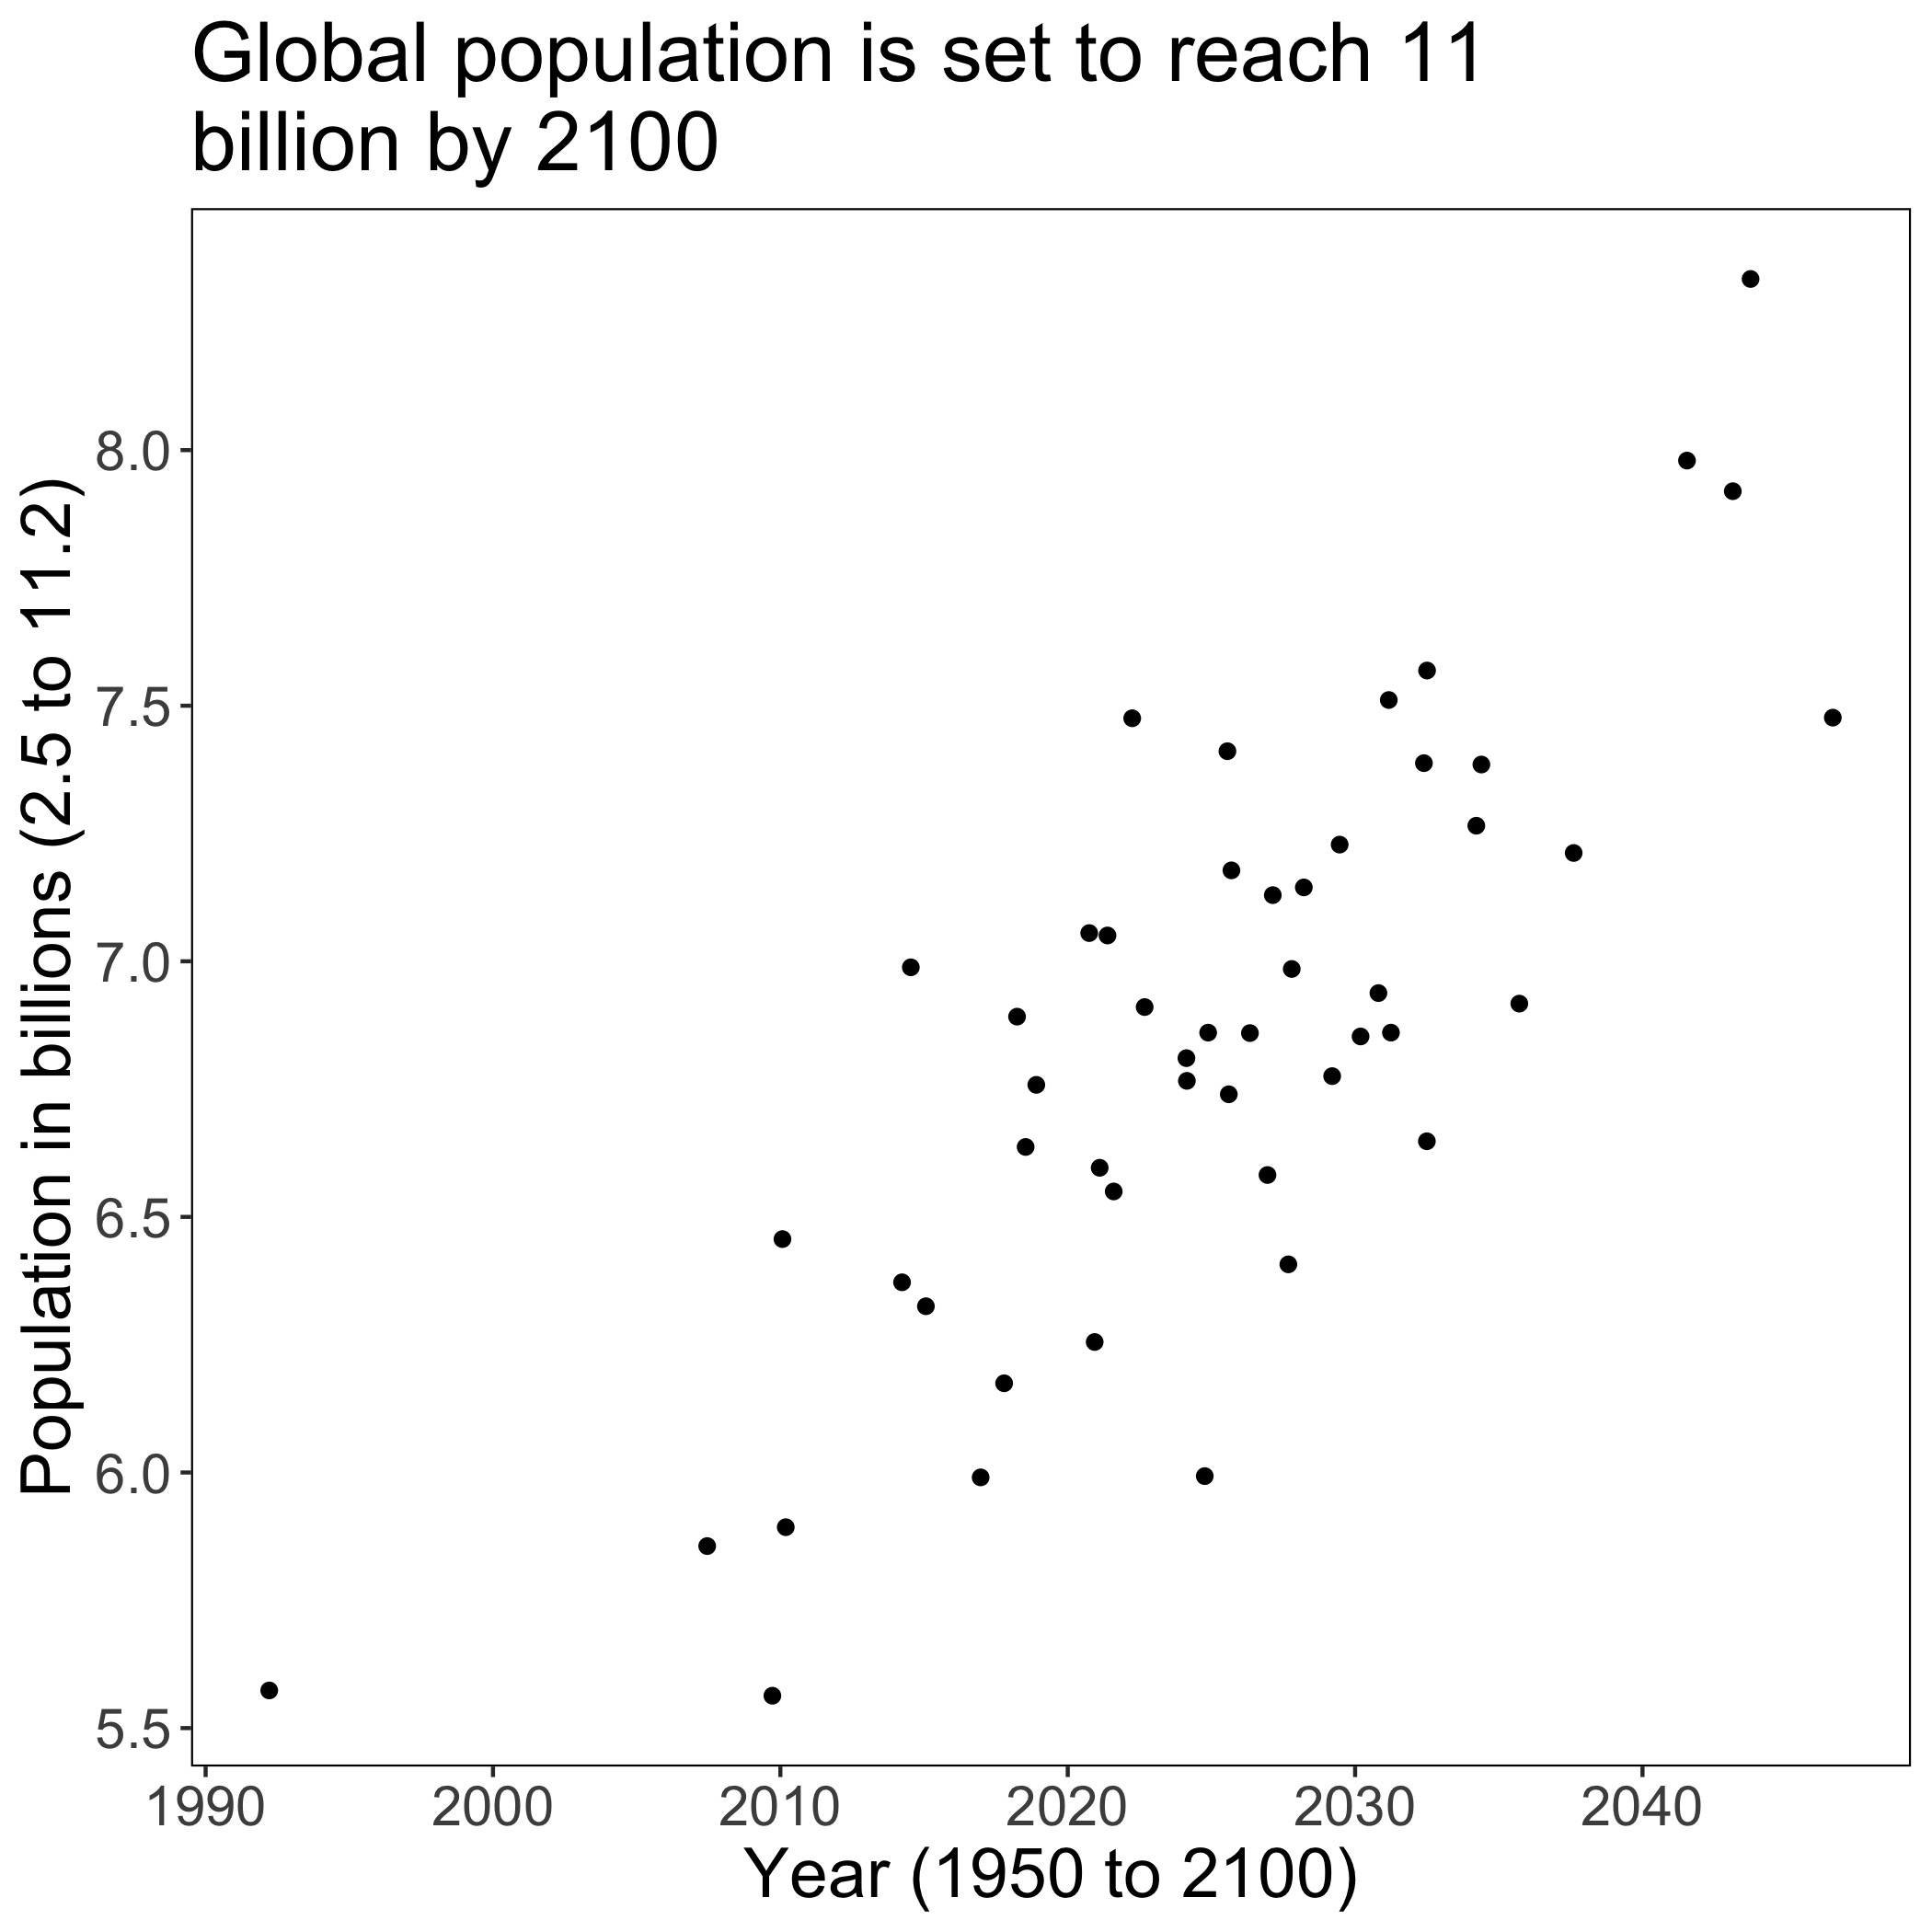 Global population is set to reach 11
billion by 2100
Population in billions (2.5 to 11.2)
8.0
7.5
7.0
6.5
6.0
5.5
1990 2000 2010 2020 2030 2040
Year (1950 to 2100)